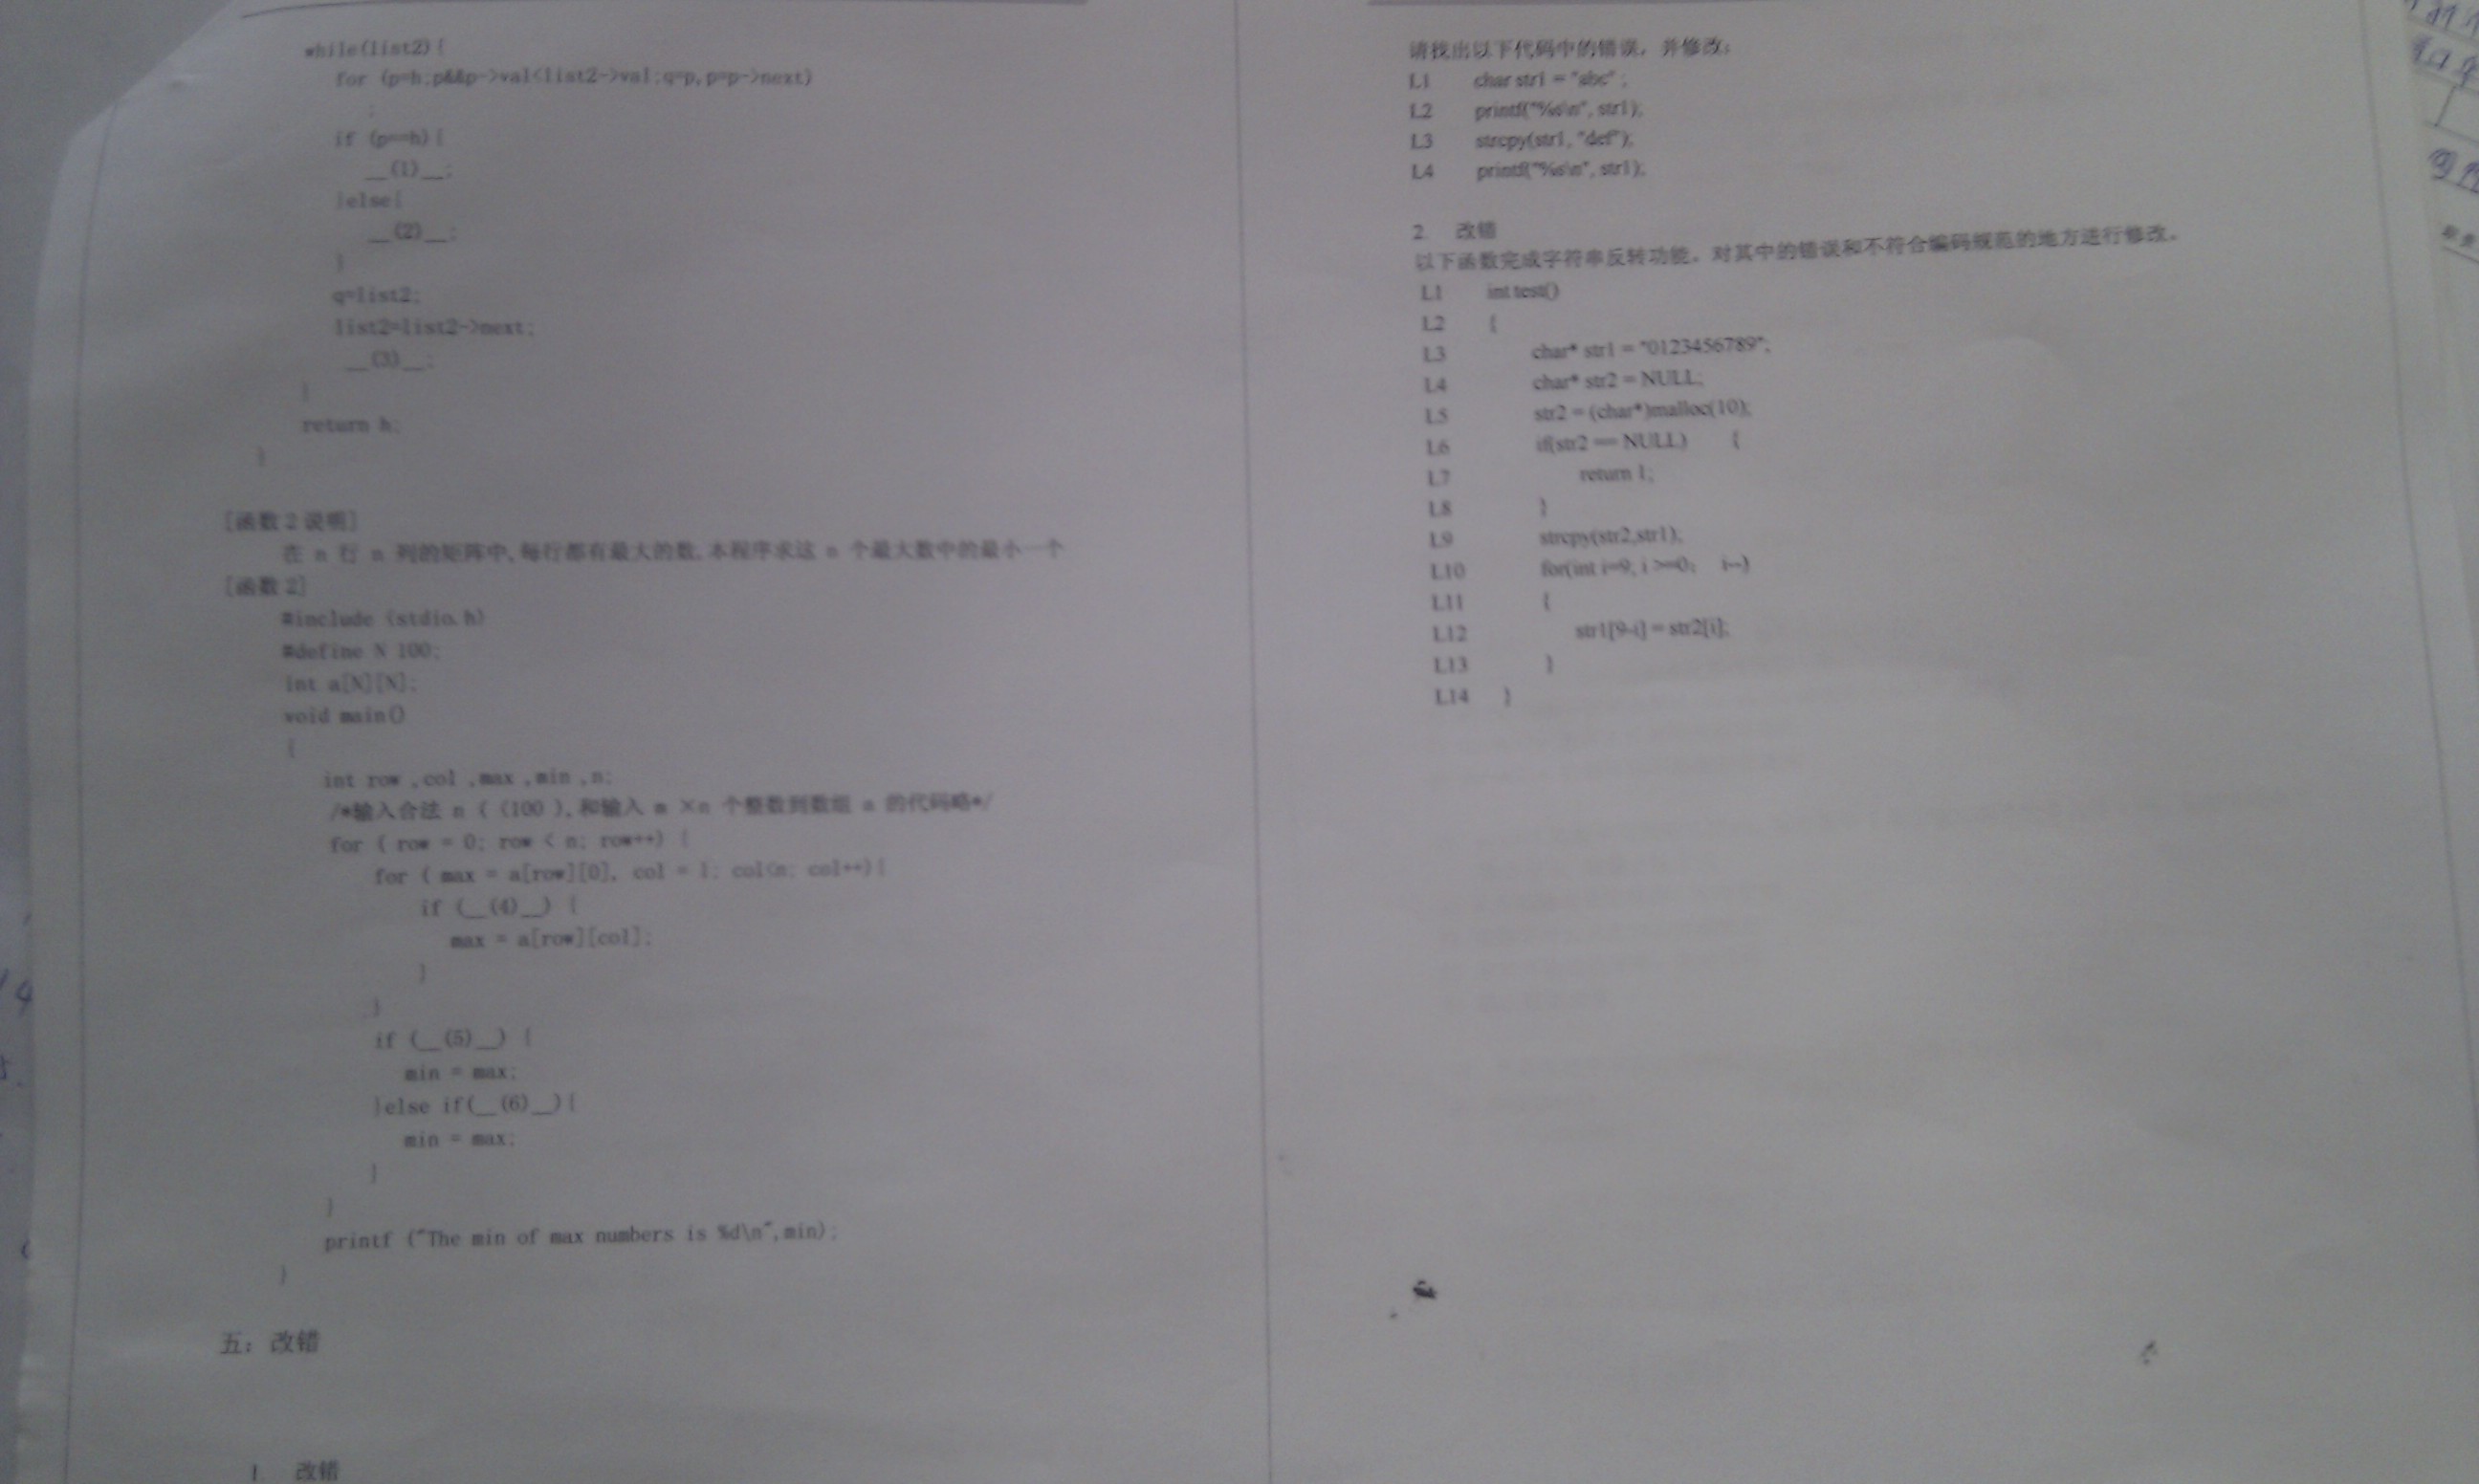 while(list2){
for (p=h;p&&p->val<list2->val;q=p,p=p->next)
;
if (p==h){
__(1)__;
}else{
__(2)__;
}
q=list2;
list2=list2->next;
__(3)__;
}
return h;
}
[函数 2 说明]
在 n 行 n 列的矩阵中,每行都有最大的数,本程序求这 n 个最大数中的最小一个
[函数 2]
#include <stdio.h>
#define N 100;
int a[N][N];
void main()
{
int row ,col ,max ,min ,n;
/*输入合法 n ( <100 ),和输入 m ×n 个整数到数组 a 的代码略*/
for ( row = 0; row < n; row++) {
for ( max = a[row][0], col = 1; col<n; col++){
if (__(4)__) {
max = a[row][col];
}
}
if (__(5)__) {
min = max;
}else if(__(6)__){
min = max;
}
}
printf ("The min of max numbers is %d\n",min);
}
五：改错
1. 改错
请找出以下代码中的错误，并修改：
L1 char str1 = "abc" ;
L2 printf("%s\n", str1);
L3 strcpy(str1, "def");
L4 printf("%s\n", str1);
2. 改错
以下函数完成字符串反转功能。对其中的错误和不符合编码规范的地方进行修改。
L1 int test()
L2 {
L3 char* str1 = "0123456789";
L4 char* str2 = NULL;
L5 str2 = (char*)malloc(10);
L6 if(str2 == NULL) {
L7 return 1;
L8 }
L9 strcpy(str2,str1);
L10 for(int i=9; i >=0; i--)
L11 {
L12 str1[9-i] = str2[i];
L13 }
L14 }